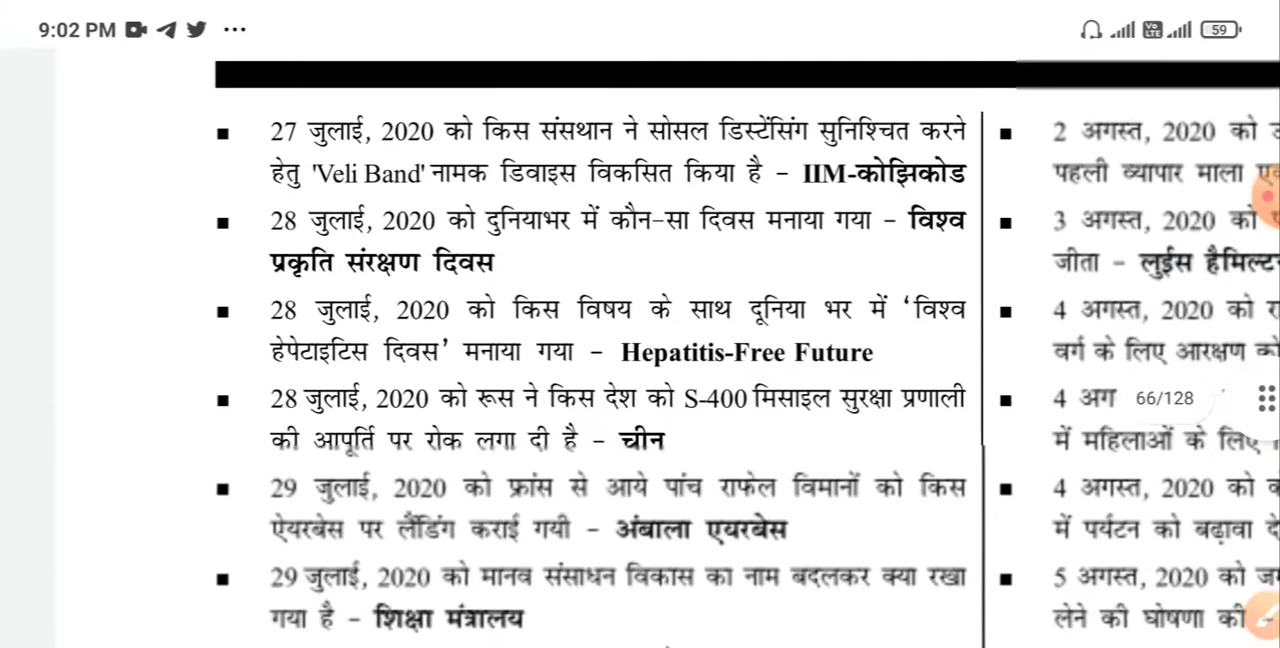 9:02 PM
59
27 जुलाई, 2020 को किस संसथान ने सोसल डिस्टेंसिंग सुनिश्चित करने
हेतु 'Veli Band' नामक डिवाइस विकसित किया है – IIM-कोझिकोड
28 जुलाई, 2020 को दुनियाभर में कौन-सा दिवस मनाया गया – विश्व
प्रकृति संरक्षण दिवस
28 जुलाई, 2020 को किस विषय के साथ दूनिया भर में ‘विश्व
हेपेटाइटिस दिवस’ मनाया गया – Hepatitis-Free Future
28 जुलाई, 2020 को रूस ने किस देश को S-400 मिसाइल सुरक्षा प्रणाली
की आपूर्ति पर रोक लगा दी है – चीन
29 जुलाई, 2020 को फ्रांस से आये पांच राफेल विमानों को किस
ऐयरबेस पर लैंडिंग कराई गयी – अंबाला एयरबेस
29 जुलाई, 2020 को मानव संसाधन विकास का नाम बदलकर क्या रखा
गया है – शिक्षा मंत्रालय
2 अगस्त, 2020 को
पहली व्यापार माला
3 अगस्त, 2020 को
जीता – लुईस हैमिल्ट
4 अगस्त, 2020 को
वर्ग के लिए आरक्षण को
4 अग
66/128
में महिलाओं के लिए
4 अगस्त, 2020 को
में पर्यटन को बढ़ावा
5 अगस्त, 2020 को
लेने की घोषणा की –